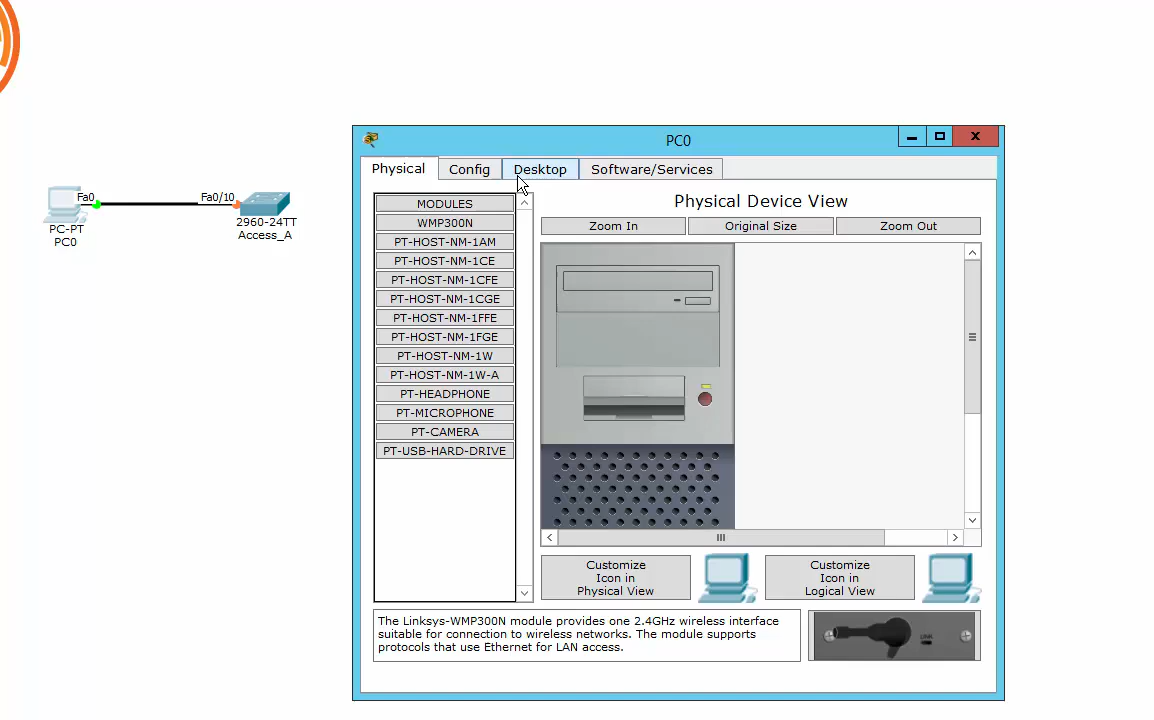 PC0
Physical
Config
Desktop
Software/Services
Fa0
Fa0/10
PC-PT
PC0
2960-24TT
Access_A
MODULES
WMP300N
PT-HOST-NM-1AM
PT-HOST-NM-1CE
PT-HOST-NM-1CFE
PT-HOST-NM-1CGE
PT-HOST-NM-1FFE
PT-HOST-NM-1FGE
PT-HOST-NM-1W
PT-HOST-NM-1W-A
PT-HEADPHONE
PT-MICROPHONE
PT-CAMERA
PT-USB-HARD-DRIVE
Physical Device View
Zoom In
Original Size
Zoom Out
Customize
Icon in
Physical View
Customize
Icon in
Logical View
The Linksys-WMP300N module provides one 2.4GHz wireless interface
suitable for connection to wireless networks. The module supports
protocols that use Ethernet for LAN access.
LINK